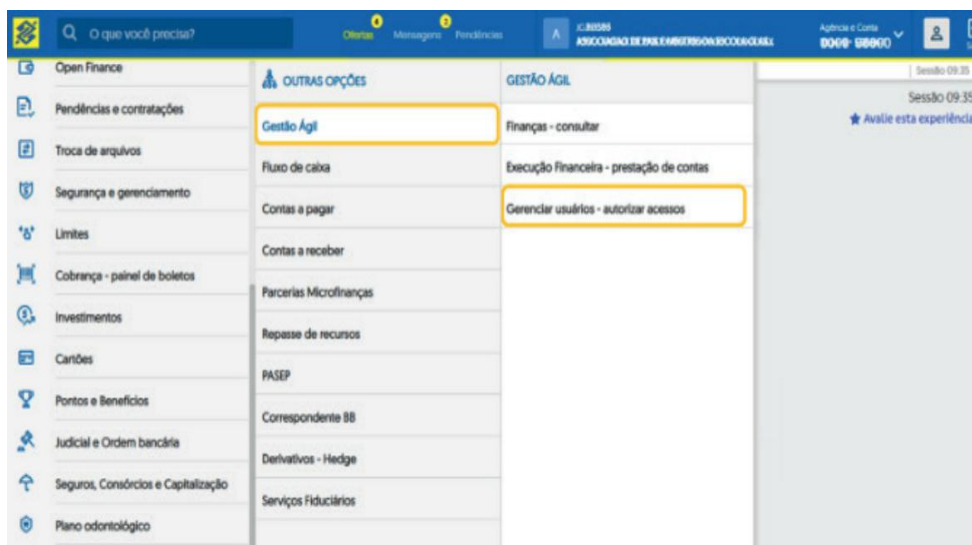 O que você precisa?
4
Ofertas
Mensagens
Pendências
A
Agência e Conta
Open Finance
Pendências e contratações
Troca de arquivos
Segurança e gerenciamento
Limites
Cobrança - painel de boletos
Investimentos
Cartões
Pontos e Benefícios
Judicial e Ordem bancária
Seguros, Consórcios e Capitalização
Plano odontológico
OUTRAS OPÇÕES
Gestão Ágil
Fluxo de caixa
Contas a pagar
Contas a receber
Parcerias Microfinanças
Repasse de recursos
PASEP
Correspondente BB
Derivativos - Hedge
Serviços Fiduciários
GESTÃO ÁGIL
Finanças - consultar
Execução Financeira - prestação de contas
Gerenciar usuários - autorizar acessos
Sessão 09:35
Sessão 09:35
Avalie esta experiência